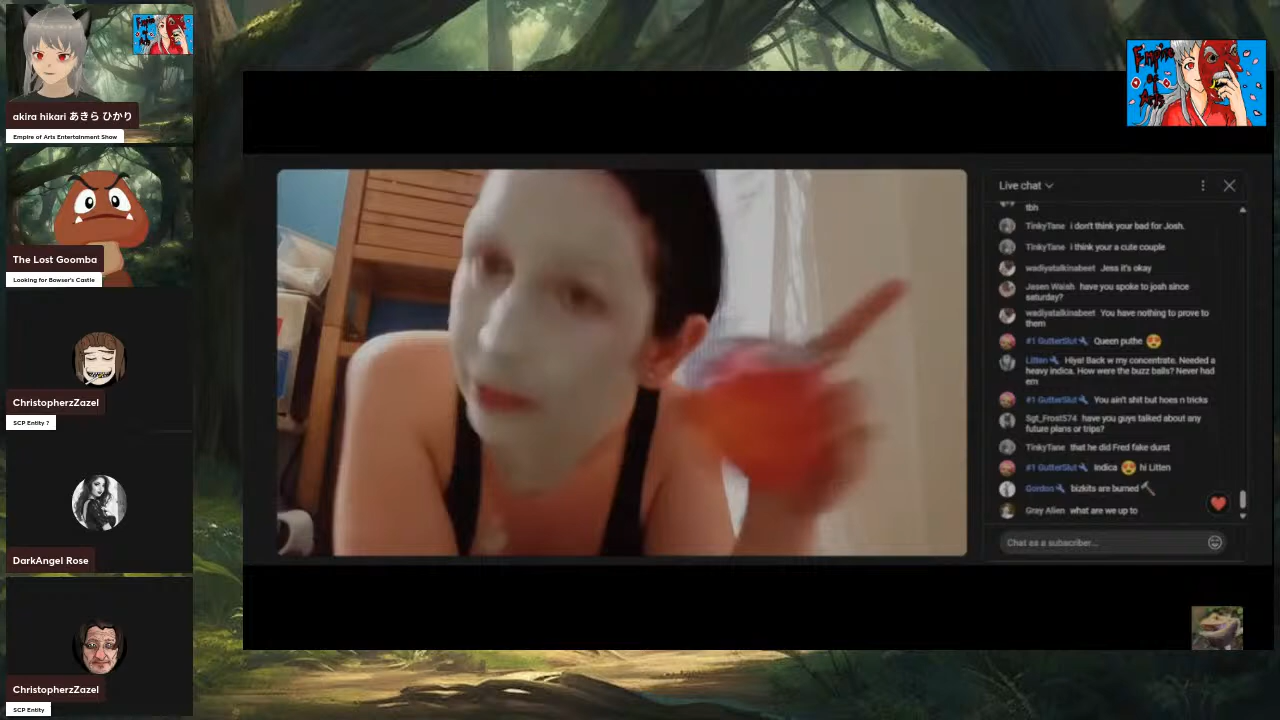 akira hikari あきら ひかり
Empire of Arts Entertainment Show
The Lost Goomba
Looking for Bowser's Castle
ChristopherzZazel
SCP Entity ?
DarkAngel Rose
ChristopherzZazel
SCP Entity
Empire
of
Arts
Live chat
tbh
TinkyTane i don't think your bad for Josh.
TinkyTane i think your a cute couple
wadiyatalkinabeet Jess it's okay
Jasen Walsh have you spoke to josh since
saturday?
wadiyatalkinabeet You have nothing to prove to
them
#1 GutterSlut Queen puthe 😍
Litten Hiya! Back w my concentrate. Needed a
heavy indica. How were the buzz balls? Never had
em
#1 GutterSlut You ain't shit but hoes n tricks
Sgt_Frost574 have you guys talked about any
future plans or trips?
TinkyTane that he did Fred fake durst
#1 GutterSlut Indica 😍 hi Litten
Gordos bizkits are burned
Gray Alien what are we up to
Chat as a subscriber...